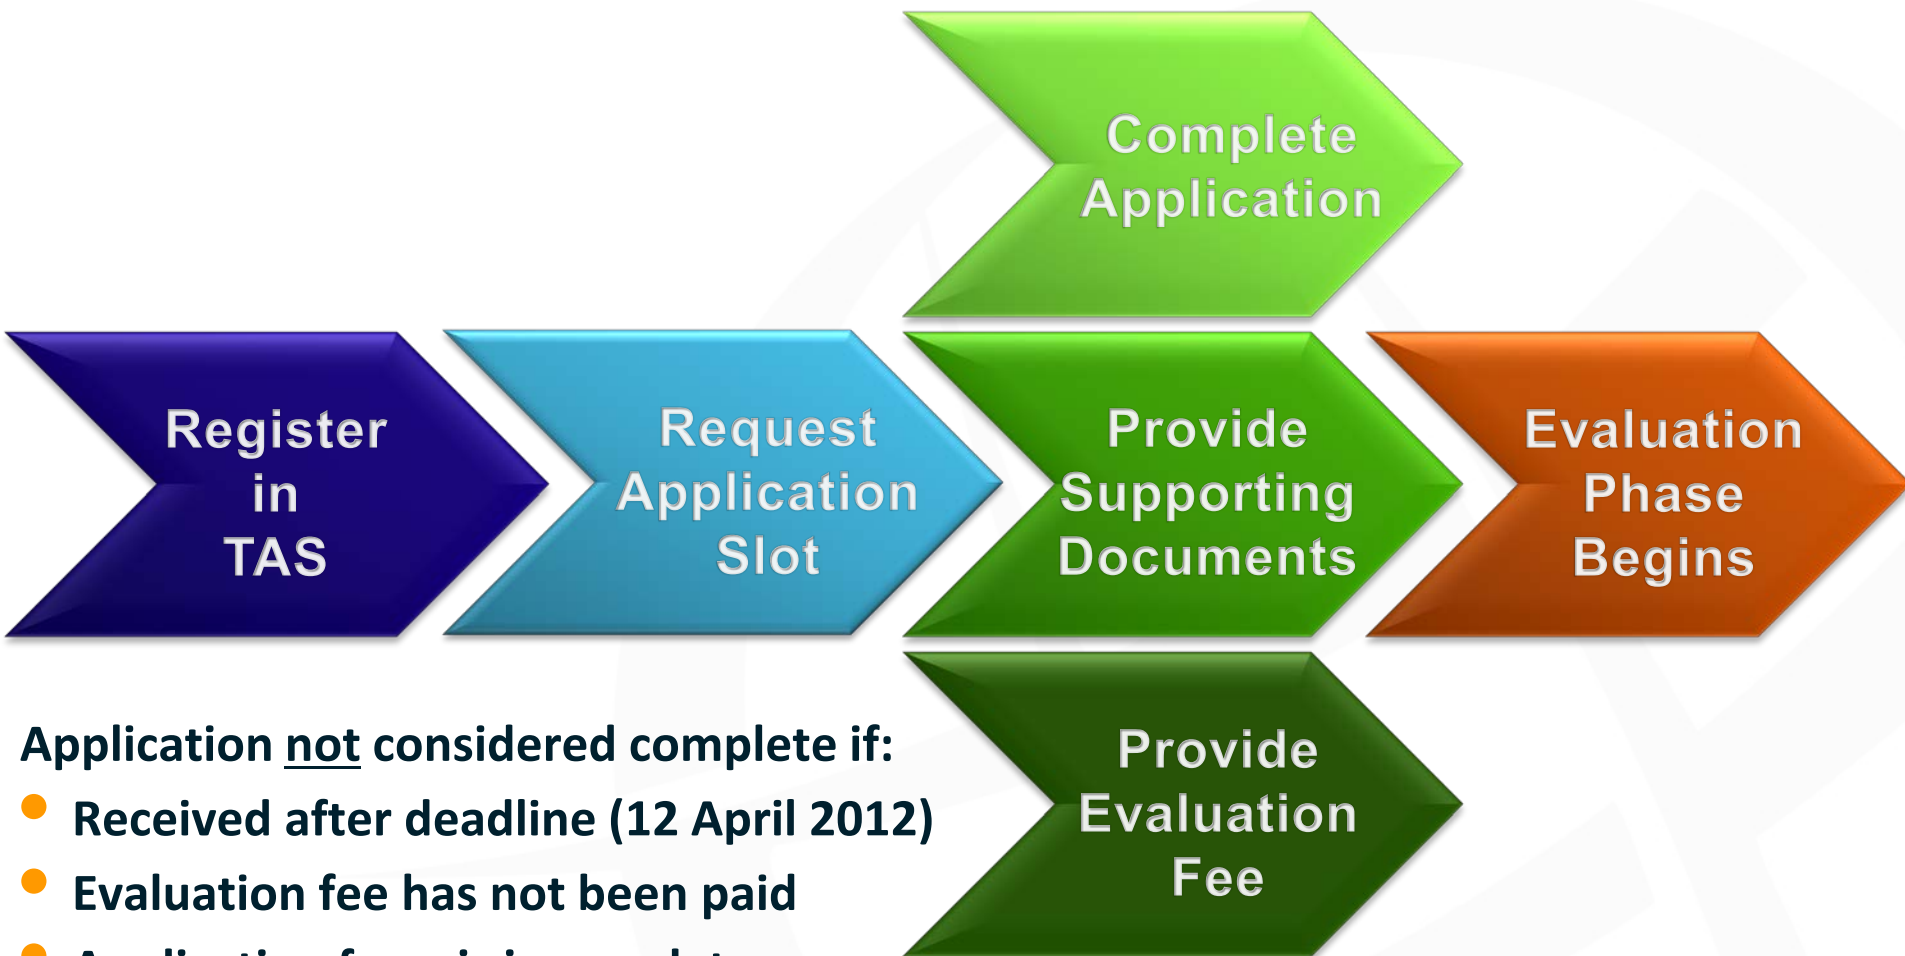 Complete
Application
Register
in
TAS
Request
Application
Slot
Provide
Supporting
Documents
Evaluation
Phase
Begins
Provide
Evaluation
Fee
Application not considered complete if:
Received after deadline (12 April 2012)
Evaluation fee has not been paid